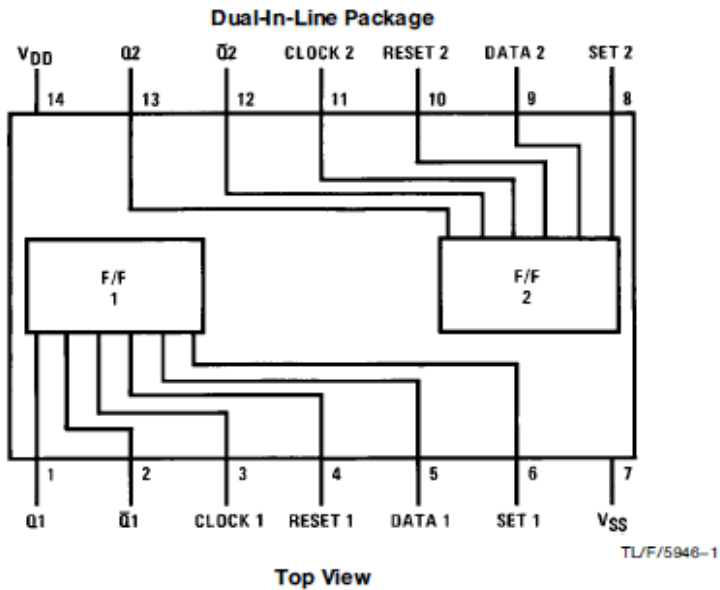 Dual-In-Line Package
VDD Q2 Q̅2 CLOCK 2 RESET 2 DATA 2 SET 2
14 13 12 11 10 9 8
F/F F/F
1 2
1 2 3 4 5 6 7
Q1 Q̅1 CLOCK 1 RESET 1 DATA 1 SET 1 VSS
TL/F/5946–1
Top View